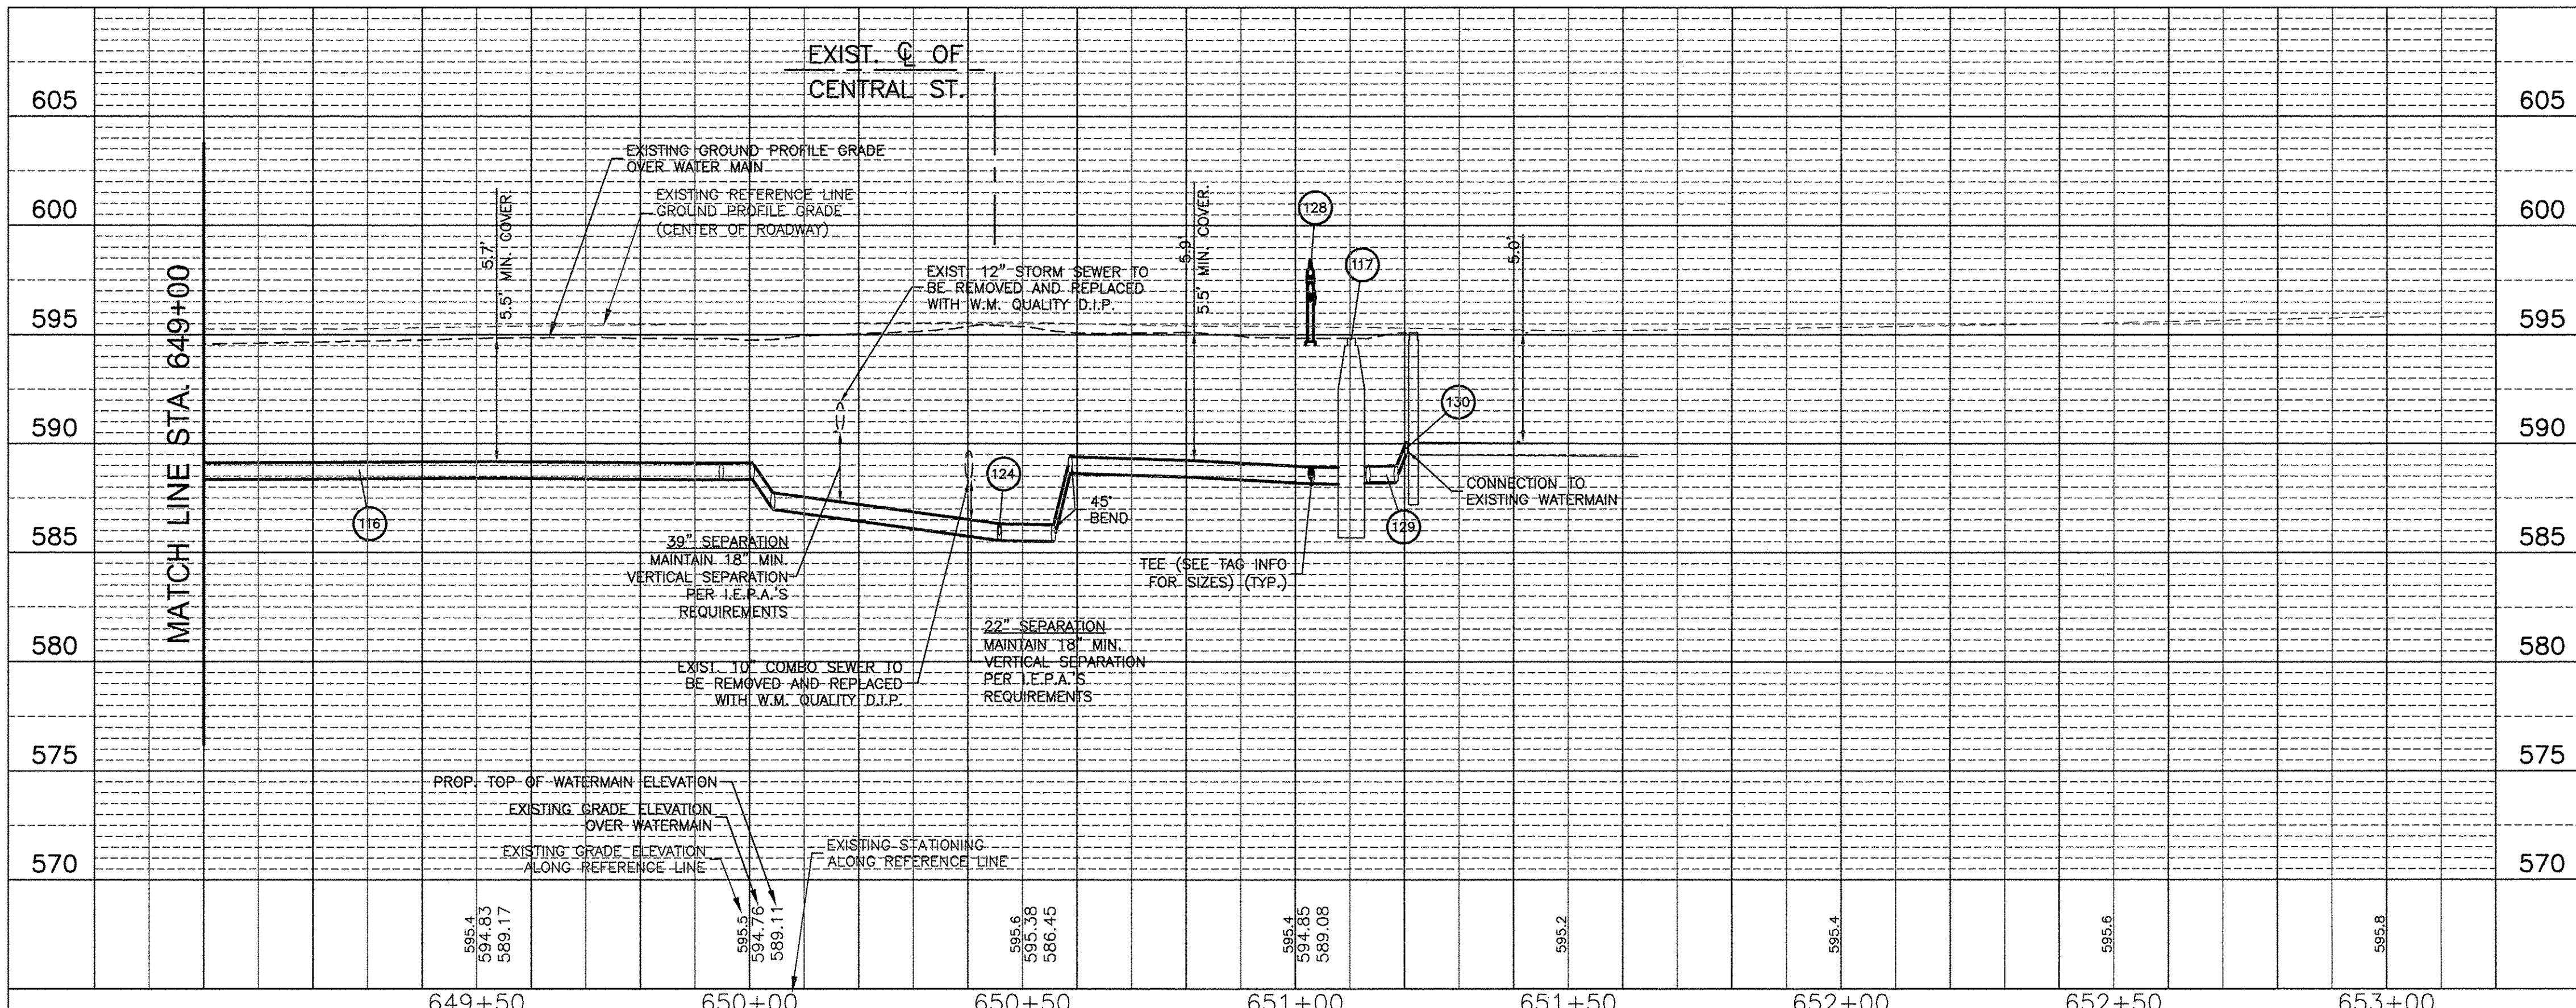 EXIST. ℄ OF
CENTRAL ST.
605
605
EXISTING GROUND PROFILE GRADE
OVER WATER MAIN
EXISTING REFERENCE LINE
GROUND PROFILE GRADE
(CENTER OF ROADWAY)
600
600
5.7'
5.5' MIN. COVER.
5.9'
5.5' MIN. COVER.
128
117
5.0'
EXIST. 12" STORM SEWER TO
BE REMOVED AND REPLACED
WITH W.M. QUALITY D.I.P.
595
595
MATCH LINE STA. 649+00
130
590
590
124
CONNECTION TO
EXISTING WATERMAIN
45'
BEND
116
129
585
585
39" SEPARATION
MAINTAIN 18" MIN.
VERTICAL SEPARATION
PER I.E.P.A.'S
REQUIREMENTS
TEE (SEE TAG INFO
FOR SIZES) (TYP.)
22" SEPARATION
MAINTAIN 18" MIN.
VERTICAL SEPARATION
PER I.E.P.A.'S
REQUIREMENTS
580
580
EXIST. 10" COMBO SEWER TO
BE REMOVED AND REPLACED
WITH W.M. QUALITY D.I.P.
575
575
PROP. TOP OF WATERMAIN ELEVATION
EXISTING GRADE ELEVATION
OVER WATERMAIN
EXISTING GRADE ELEVATION
ALONG REFERENCE LINE
EXISTING STATIONING
ALONG REFERENCE LINE
570
570
595.4
594.83
589.17
595.5
594.76
589.11
595.6
595.38
586.45
595.4
594.85
589.08
595.2
595.4
595.6
595.8
649+50
650+00
650+50
651+00
651+50
652+00
652+50
653+00